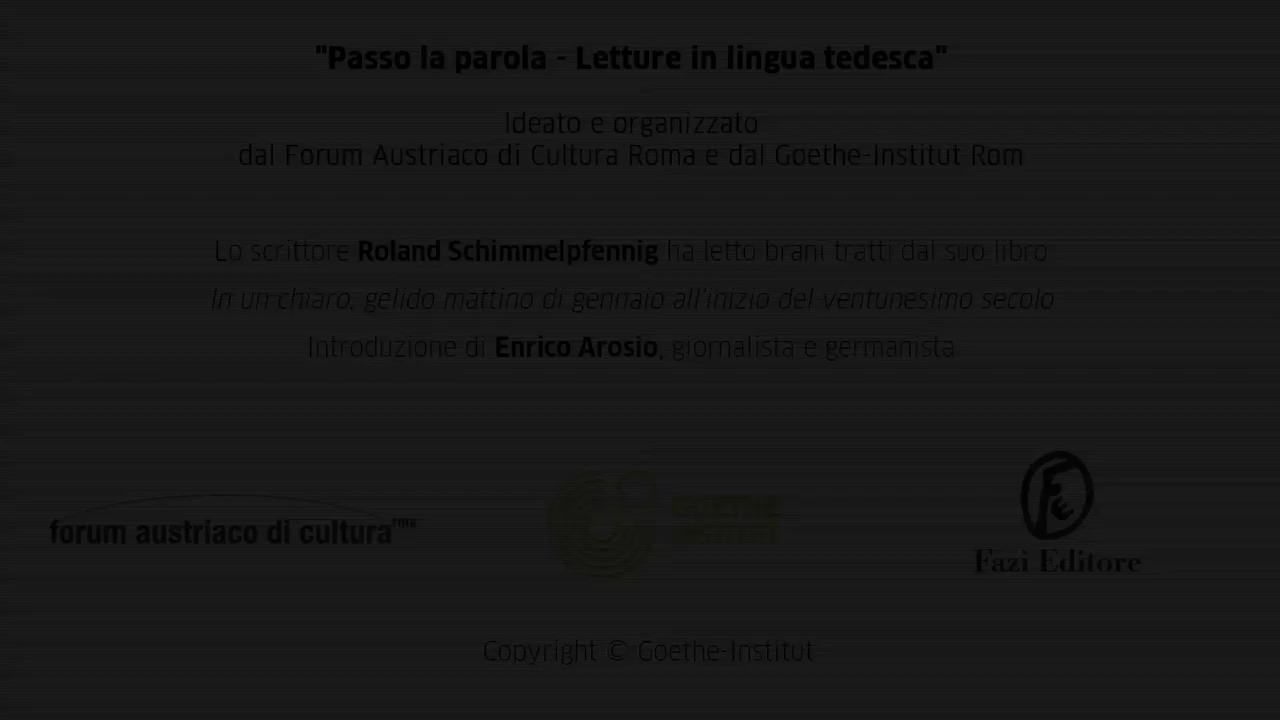 "Passo la parola - Letture in lingua tedesca"
Ideato e organizzato
dal Forum Austriaco di Cultura Roma e dal Goethe-Institut Rom
Lo scrittore Roland Schimmelpfennig ha letto brani tratti dal suo libro
In un chiaro, gelido mattino di gennaio all'inizio del ventunesimo secolo
Introduzione di Enrico Arosio, giornalista e germanista
forum austriaco di cultura roma
GOETHE
INSTITUT
Fazi Editore
Copyright © Goethe-Institut